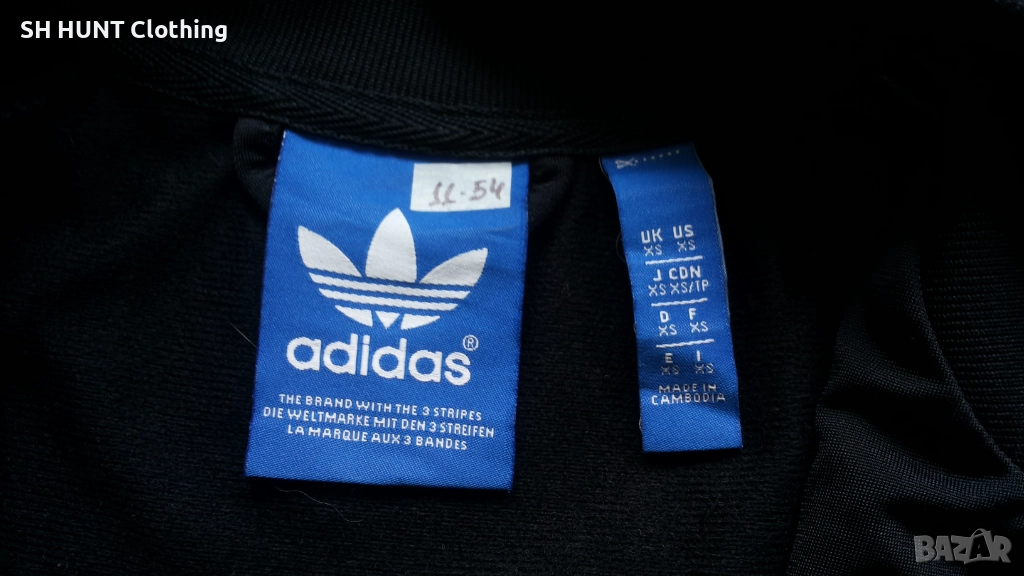 SH HUNT Clothing
11-54
adidas®
THE BRAND WITH THE 3 STRIPES
DIE WELTMARKE MIT DEN 3 STREIFEN
LA MARQUE AUX 3 BANDES
UK US
XS XS
J CDN
XS XS/TP
D F
XS XS
E I
XS XS
MADE IN
CAMBODIA
BAZAR